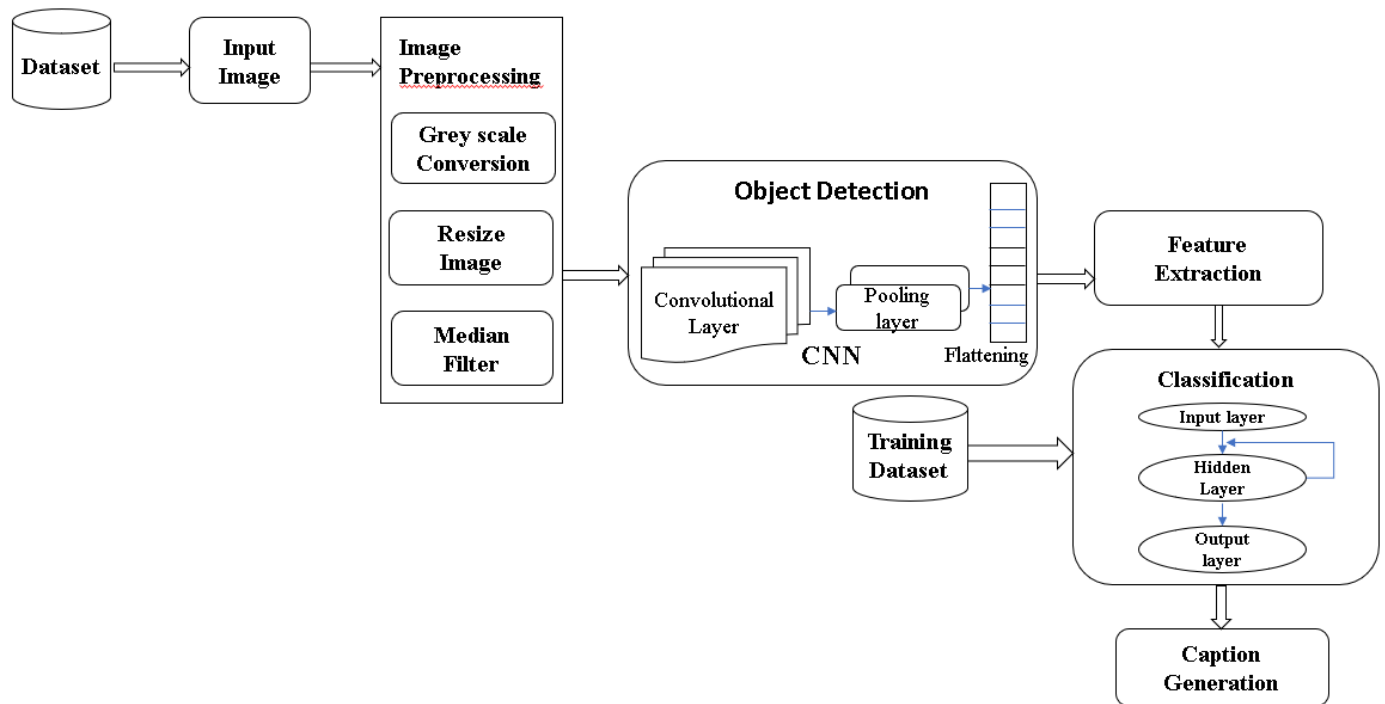 Dataset
Input
Image
Image
Preprocessing
Grey scale
Conversion
Resize
Image
Median
Filter
Object Detection
Convolutional
Layer
Pooling
layer
CNN
Flattening
Feature
Extraction
Training
Dataset
Classification
Input layer
Hidden
Layer
Output
layer
Caption
Generation